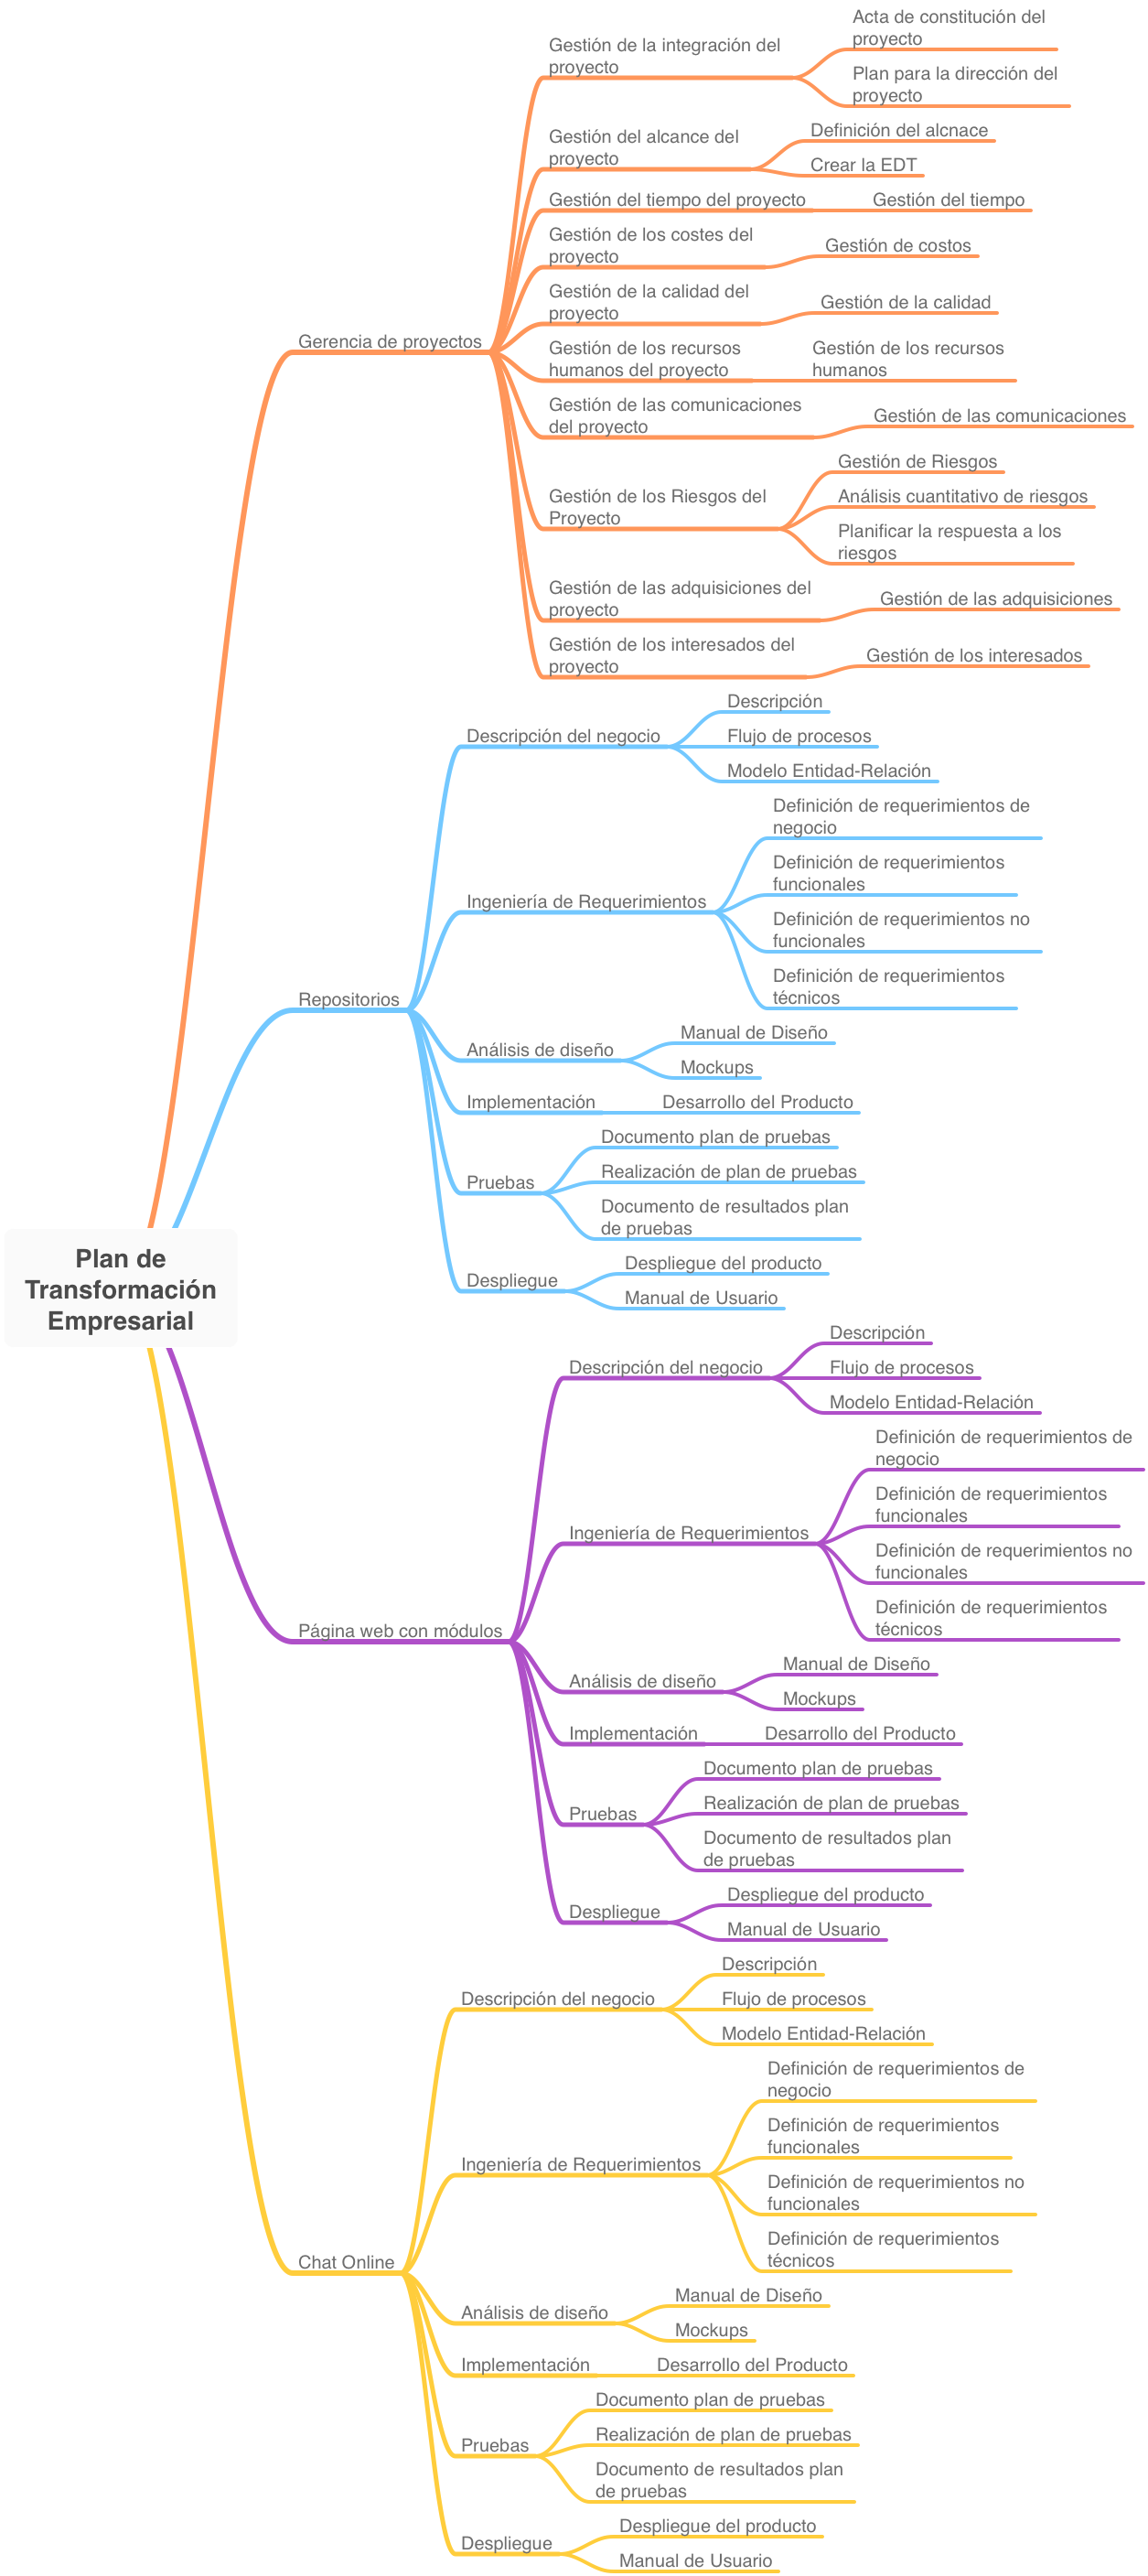 Plan de
Transformación
Empresarial
Gerencia de proyectos
Gestión de la integración del
proyecto
Acta de constitución del
proyecto
Plan para la dirección del
proyecto
Gestión del alcance del
proyecto
Definición del alcnace
Crear la EDT
Gestión del tiempo del proyecto
Gestión del tiempo
Gestión de los costes del
proyecto
Gestión de costos
Gestión de la calidad del
proyecto
Gestión de la calidad
Gestión de los recursos
humanos del proyecto
Gestión de los recursos
humanos
Gestión de las comunicaciones
del proyecto
Gestión de las comunicaciones
Gestión de los Riesgos del
Proyecto
Gestión de Riesgos
Análisis cuantitativo de riesgos
Planificar la respuesta a los
riesgos
Gestión de las adquisiciones del
proyecto
Gestión de las adquisiciones
Gestión de los interesados del
proyecto
Gestión de los interesados
Repositorios
Descripción del negocio
Descripción
Flujo de procesos
Modelo Entidad-Relación
Ingeniería de Requerimientos
Definición de requerimientos de
negocio
Definición de requerimientos
funcionales
Definición de requerimientos no
funcionales
Definición de requerimientos
técnicos
Análisis de diseño
Manual de Diseño
Mockups
Implementación
Desarrollo del Producto
Pruebas
Documento plan de pruebas
Realización de plan de pruebas
Documento de resultados plan
de pruebas
Despliegue
Despliegue del producto
Manual de Usuario
Página web con módulos
Descripción del negocio
Descripción
Flujo de procesos
Modelo Entidad-Relación
Ingeniería de Requerimientos
Definición de requerimientos de
negocio
Definición de requerimientos
funcionales
Definición de requerimientos no
funcionales
Definición de requerimientos
técnicos
Análisis de diseño
Manual de Diseño
Mockups
Implementación
Desarrollo del Producto
Pruebas
Documento plan de pruebas
Realización de plan de pruebas
Documento de resultados plan
de pruebas
Despliegue
Despliegue del producto
Manual de Usuario
Chat Online
Descripción del negocio
Descripción
Flujo de procesos
Modelo Entidad-Relación
Ingeniería de Requerimientos
Definición de requerimientos de
negocio
Definición de requerimientos
funcionales
Definición de requerimientos no
funcionales
Definición de requerimientos
técnicos
Análisis de diseño
Manual de Diseño
Mockups
Implementación
Desarrollo del Producto
Pruebas
Documento plan de pruebas
Realización de plan de pruebas
Documento de resultados plan
de pruebas
Despliegue
Despliegue del producto
Manual de Usuario